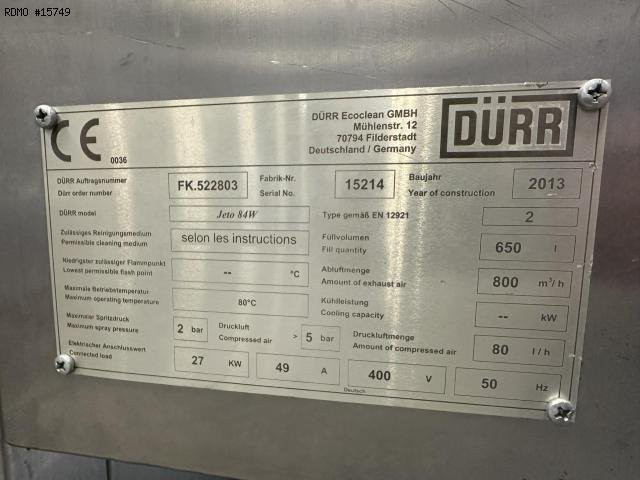 RDMO #15749
CE 0036
DÜRR Ecoclean GMBH
Mühlenstr. 12
70794 Filderstadt
Deutschland / Germany
DÜRR
DÜRR Auftragsnummer
Dürr order number
FK.522803
Fabrik-Nr.
Serial No.
15214
Baujahr
Year of construction
2013
DÜRR model
Jeto 84W
Type gemäß EN 12921
2
Zulässiges Reinigungsmedium
Permissible cleaning medium
selon les instructions
Füllvolumen
Fill quantity
650 l
Niedrigster zulässiger Flammpunkt
Lowest permissible flash point
-- °C
Abluftmenge
Amount of exhaust air
800 m³/ h
Maximale Betriebstemperatur
Maximum operating temperature
80°C
Kühlleistung
Cooling capacity
-- kW
Maximaler Spritzdruck
Maximum spray pressure
2 bar
Druckluft
Compressed air
> 5 bar
Druckluftmenge
Amount of compressed air
80 l / h
Elektrischer Anschlusswert
Connected load
27 KW
49 A
400 V
50 Hz
Deutsch